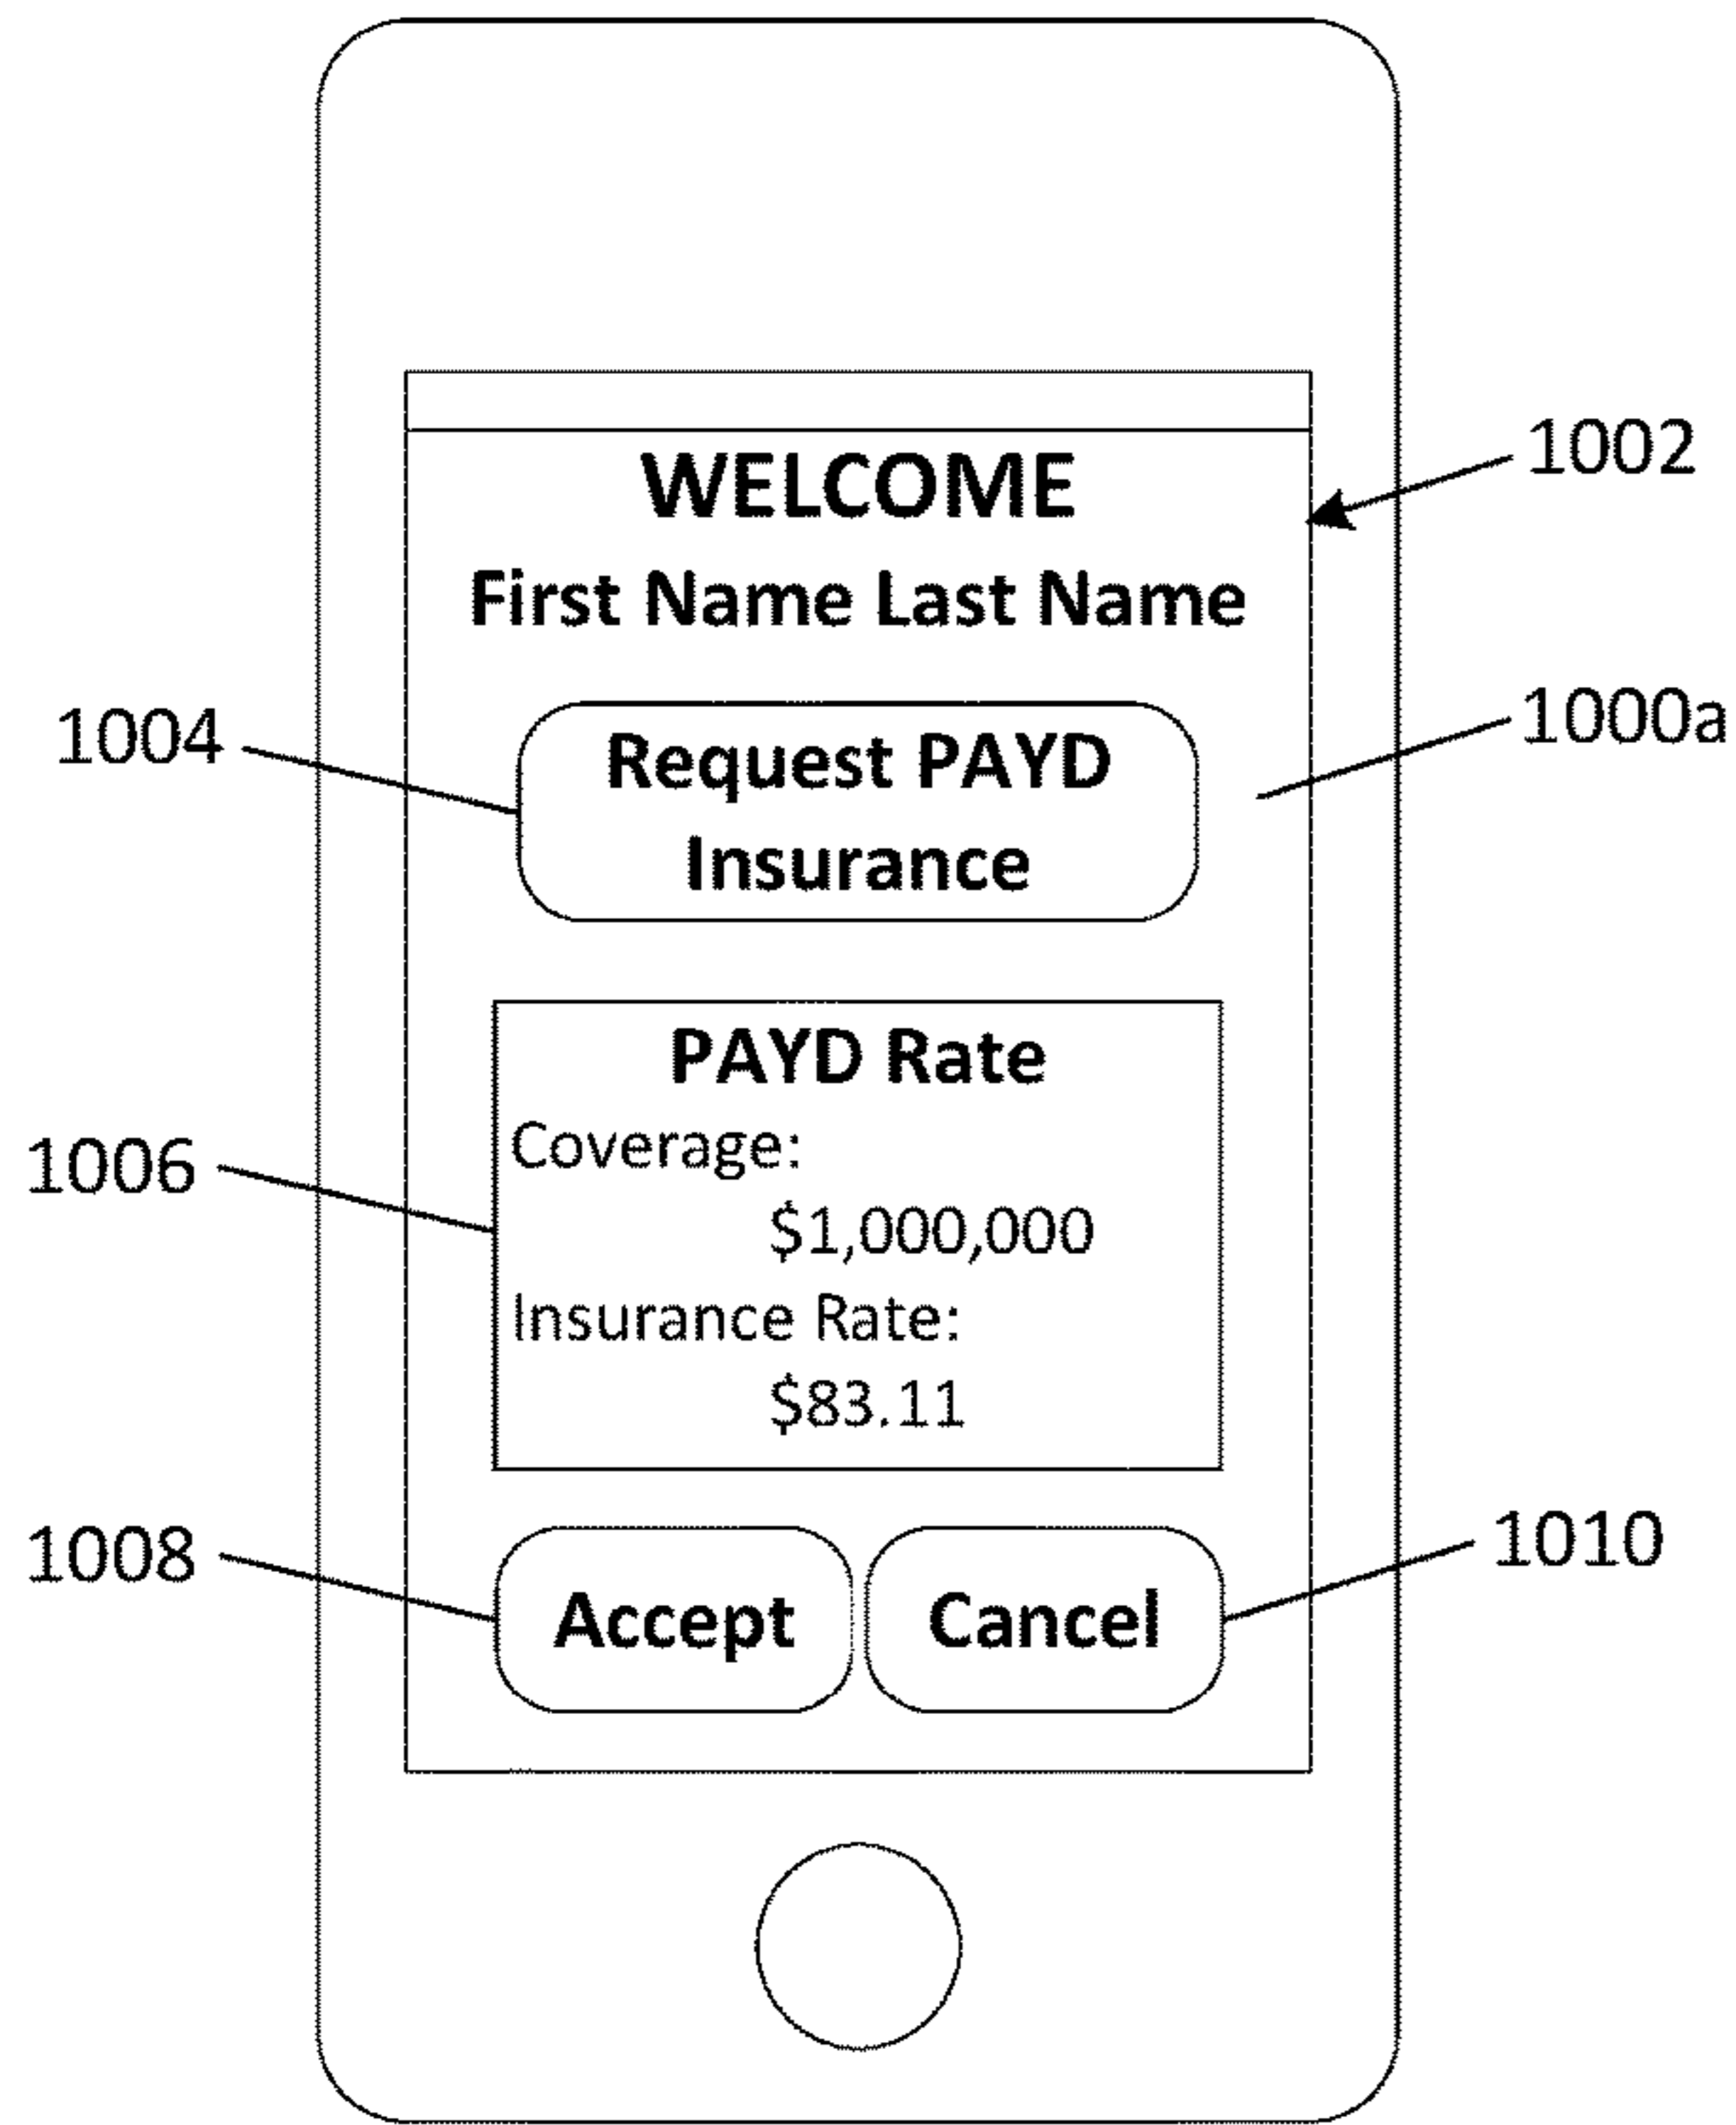 WELCOME
1002
First Name Last Name
1004
Request PAYD
Insurance
1000a
PAYD Rate
Coverage:
1006
$1,000,000
Insurance Rate:
$83.11
1008
Accept
Cancel
1010